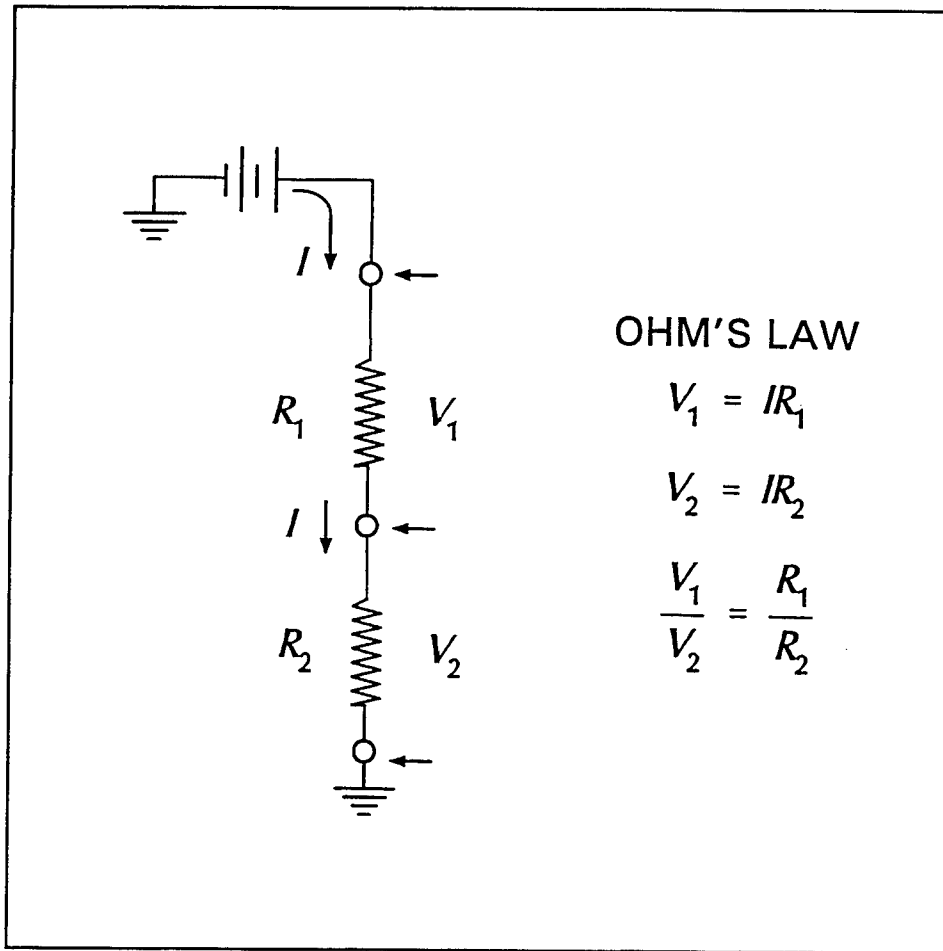 I
R₁ V₁
I
R₂ V₂
OHM'S LAW
V₁ = IR₁
V₂ = IR₂
V₁/V₂ = R₁/R₂